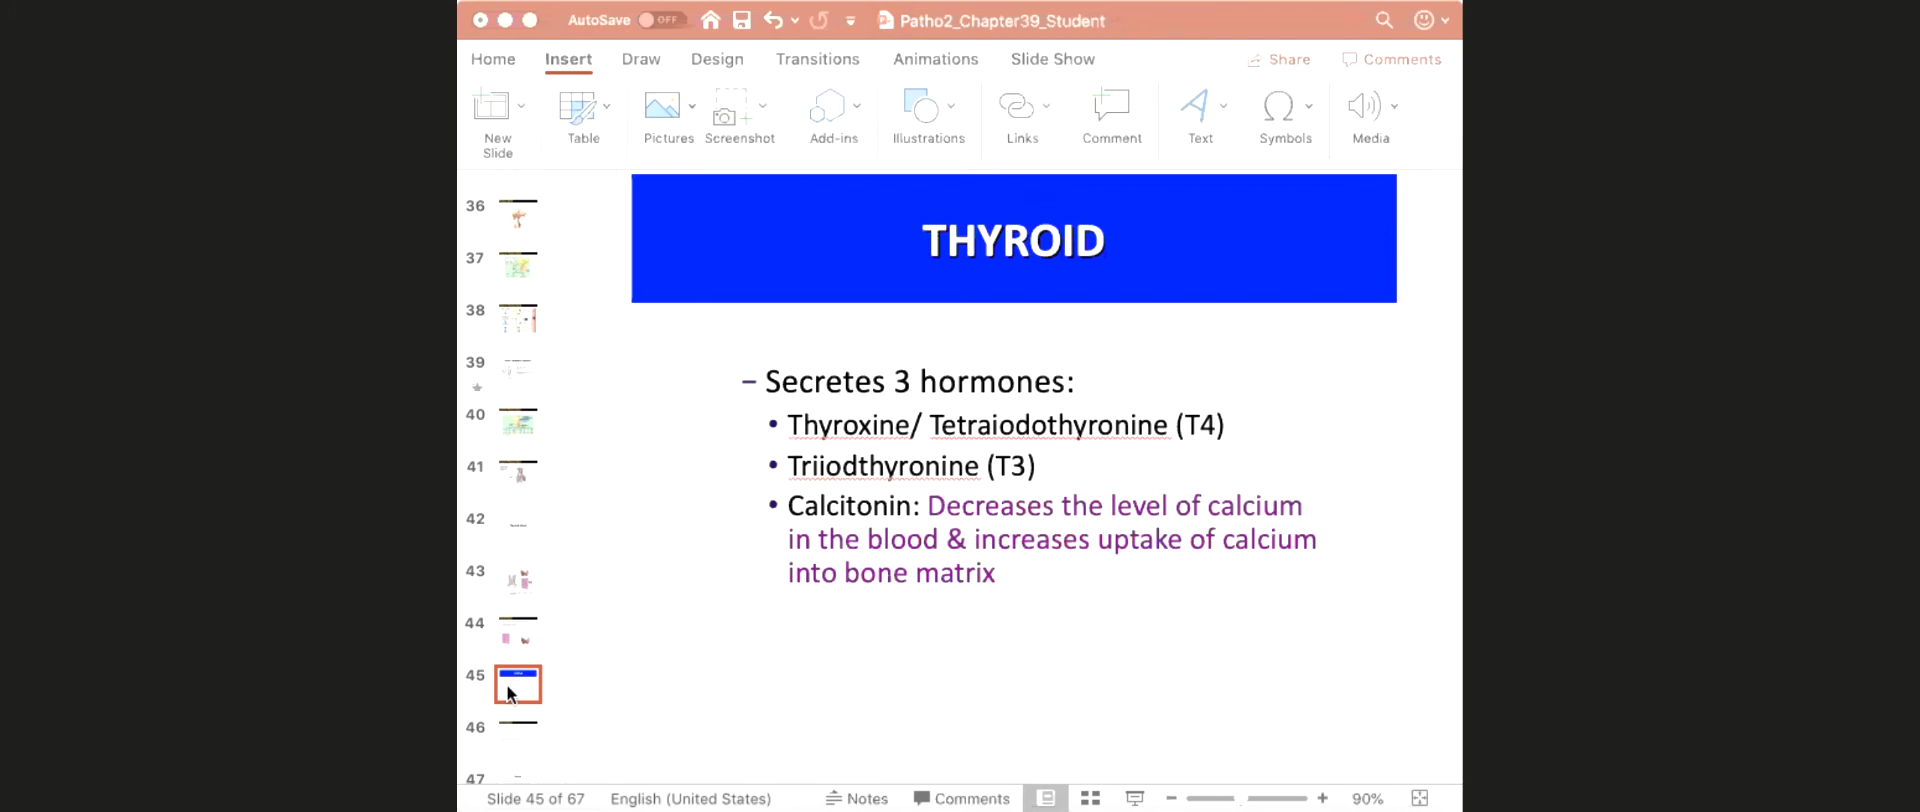 AutoSave OFF Patho2_Chapter39_Student
Home Insert Draw Design Transitions Animations Slide Show Share Comments
New Slide Table Pictures Screenshot Add-ins Illustrations Links Comment Text Symbols Media
THYROID
– Secretes 3 hormones:
• Thyroxine/ Tetraiodothyronine (T4)
• Triiodthyronine (T3)
• Calcitonin: Decreases the level of calcium
in the blood & increases uptake of calcium
into bone matrix
36
37
38
39
40
41
42
43
44
45
46
47
Slide 45 of 67 English (United States) Notes Comments 90%